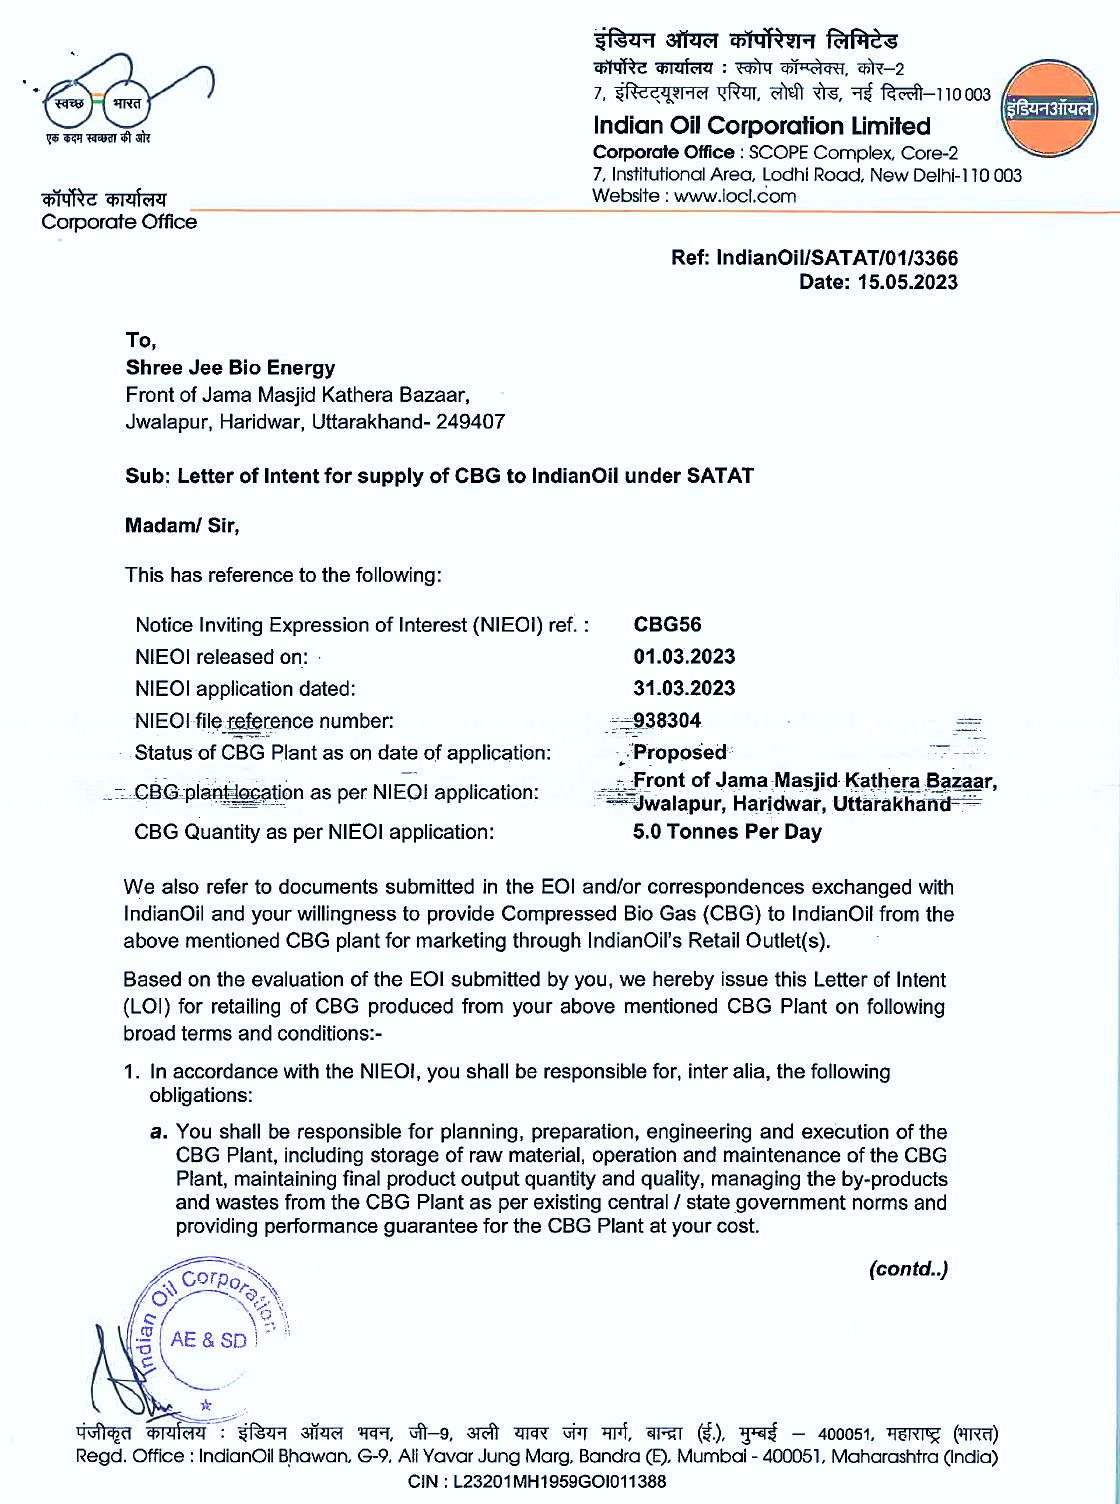 स्वच्छ भारत
एक कदम स्वच्छता की ओर
कॉर्पोरेट कार्यालय
Corporate Office
इंडियन ऑयल कॉर्पोरेशन लिमिटेड
कॉर्पोरेट कार्यालय : स्कोप कॉम्प्लेक्स, कोर–2
7, इंस्टिट्यूशनल एरिया, लोधी रोड, नई दिल्ली–110 003
Indian Oil Corporation Limited
Corporate Office : SCOPE Complex, Core-2
7, Institutional Area, Lodhi Road, New Delhi-110 003
Website : www.iocl.com
इंडियनऑयल
Ref: IndianOil/SATAT/01/3366
Date: 15.05.2023
To,
Shree Jee Bio Energy
Front of Jama Masjid Kathera Bazaar,
Jwalapur, Haridwar, Uttarakhand- 249407
Sub: Letter of Intent for supply of CBG to IndianOil under SATAT
Madam/ Sir,
This has reference to the following:
Notice Inviting Expression of Interest (NIEOI) ref. : CBG56
NIEOI released on: 01.03.2023
NIEOI application dated: 31.03.2023
NIEOI file reference number: 938304
Status of CBG Plant as on date of application: Proposed
CBG plant location as per NIEOI application: Front of Jama Masjid Kathera Bazaar,
Jwalapur, Haridwar, Uttarakhand
CBG Quantity as per NIEOI application: 5.0 Tonnes Per Day
We also refer to documents submitted in the EOI and/or correspondences exchanged with
IndianOil and your willingness to provide Compressed Bio Gas (CBG) to IndianOil from the
above mentioned CBG plant for marketing through IndianOil's Retail Outlet(s).
Based on the evaluation of the EOI submitted by you, we hereby issue this Letter of Intent
(LOI) for retailing of CBG produced from your above mentioned CBG Plant on following
broad terms and conditions:-
1. In accordance with the NIEOI, you shall be responsible for, inter alia, the following
obligations:
a. You shall be responsible for planning, preparation, engineering and execution of the
CBG Plant, including storage of raw material, operation and maintenance of the CBG
Plant, maintaining final product output quantity and quality, managing the by-products
and wastes from the CBG Plant as per existing central / state government norms and
providing performance guarantee for the CBG Plant at your cost.
(contd..)
Indian Oil Corporation
AE & SD
पंजीकृत कार्यालय : इंडियन ऑयल भवन, जी–9, अली यावर जंग मार्ग, बान्द्रा (ई.), मुम्बई – 400051, महाराष्ट्र (भारत)
Regd. Office : IndianOil Bhawan, G-9, Ali Yavar Jung Marg, Bandra (E), Mumbai - 400051, Maharashtra (India)
CIN : L23201MH1959GOI011388